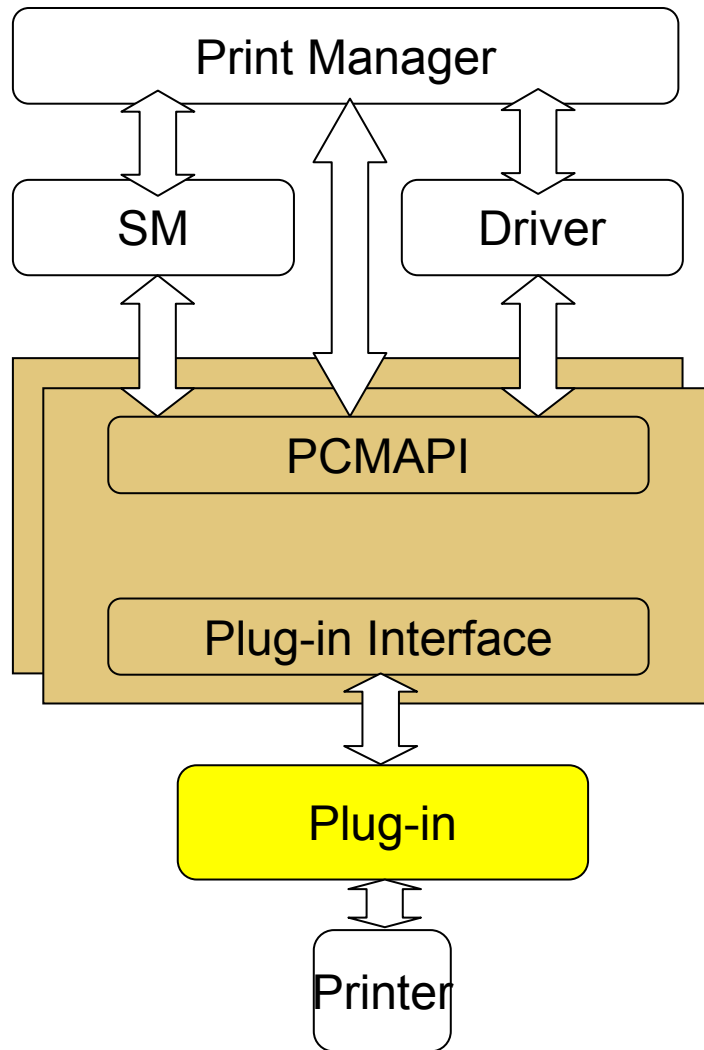 Print Manager
SM
Driver
PCMAPI
Plug-in Interface
Plug-in
Printer